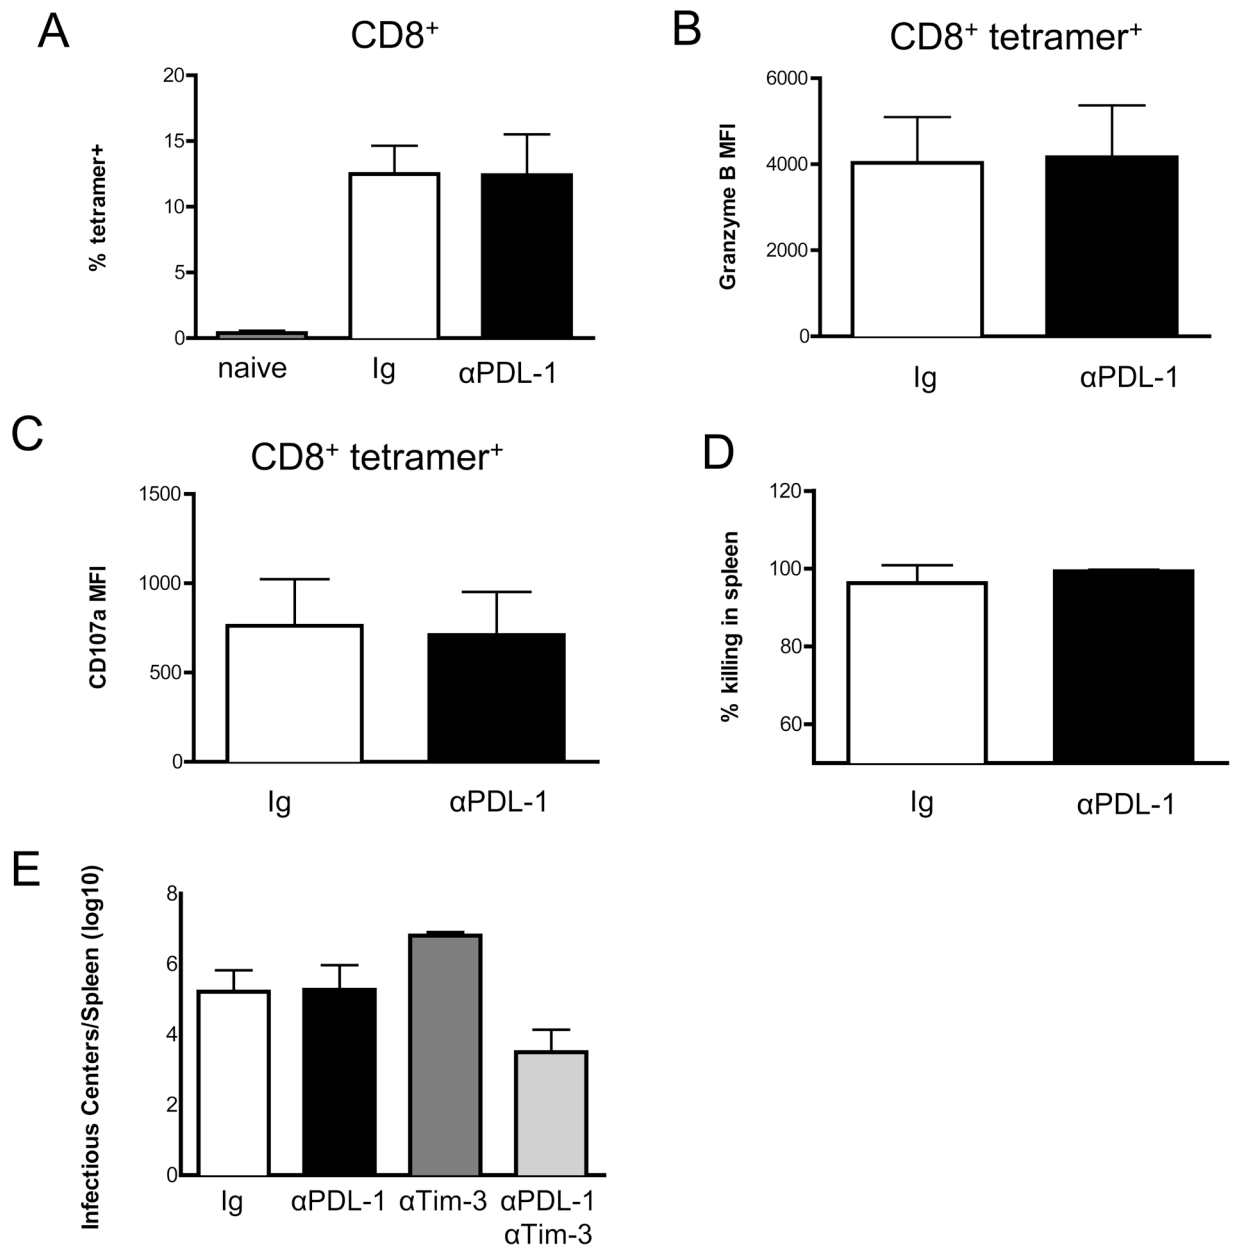 A
CD8⁺
% tetramer+
20
15
10
5
0
naive Ig αPDL-1
B
CD8⁺ tetramer⁺
Granzyme B MFI
6000
4000
2000
0
Ig αPDL-1
C
CD8⁺ tetramer⁺
CD107a MFI
1500
1000
500
0
Ig αPDL-1
D
% killing in spleen
120
100
80
60
Ig αPDL-1
E
Infectious Centers/Spleen (log10)
8
6
4
2
0
Ig αPDL-1 αTim-3 αPDL-1
αTim-3